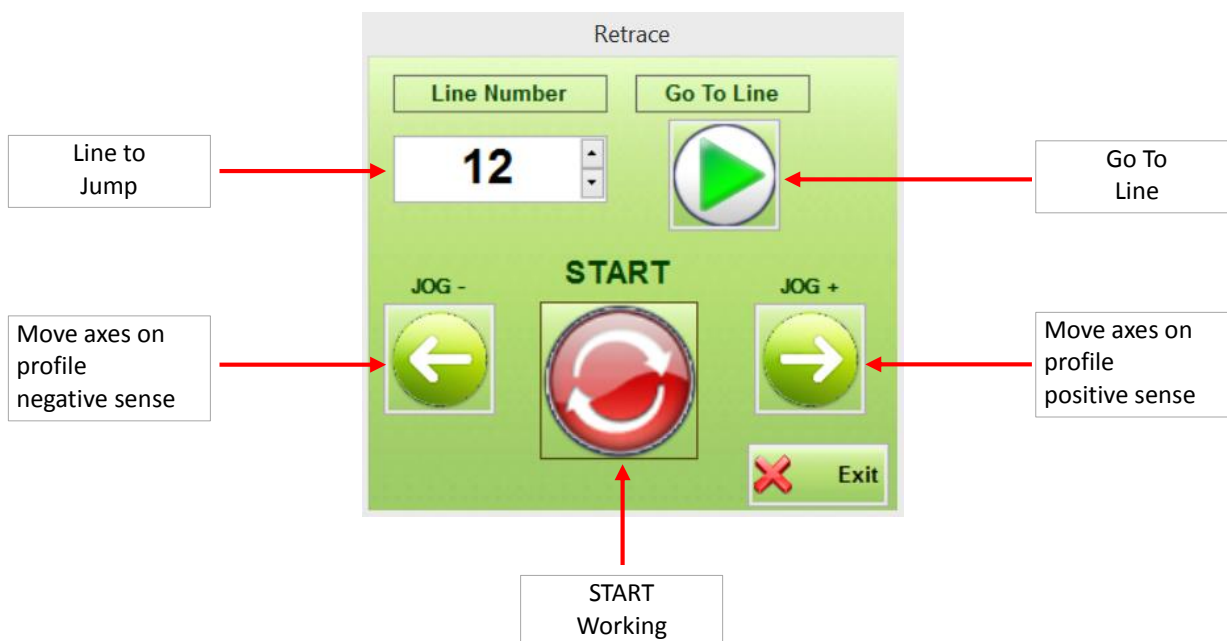 Retrace
Line Number
Go To Line
12
Line to
Jump
Go To
Line
START
JOG -
JOG +
Move axes on
profile
negative sense
Move axes on
profile
positive sense
Exit
START
Working